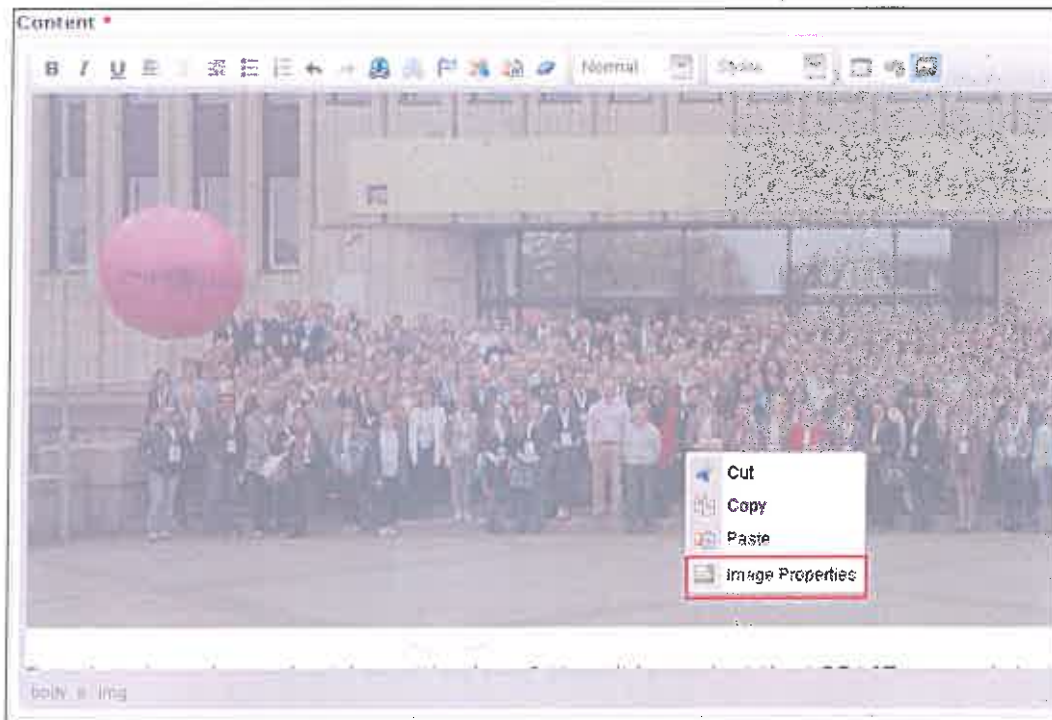 Content *
B I U Normal Styles
Cut
Copy
Paste
Image Properties
body p img